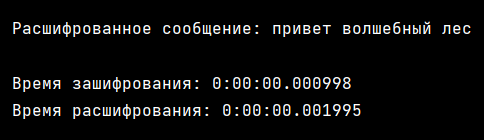 Расшифрованное сообщение: привет волшебный лес
Время зашифрования: 0:00:00.000998
Время расшифрования: 0:00:00.001995